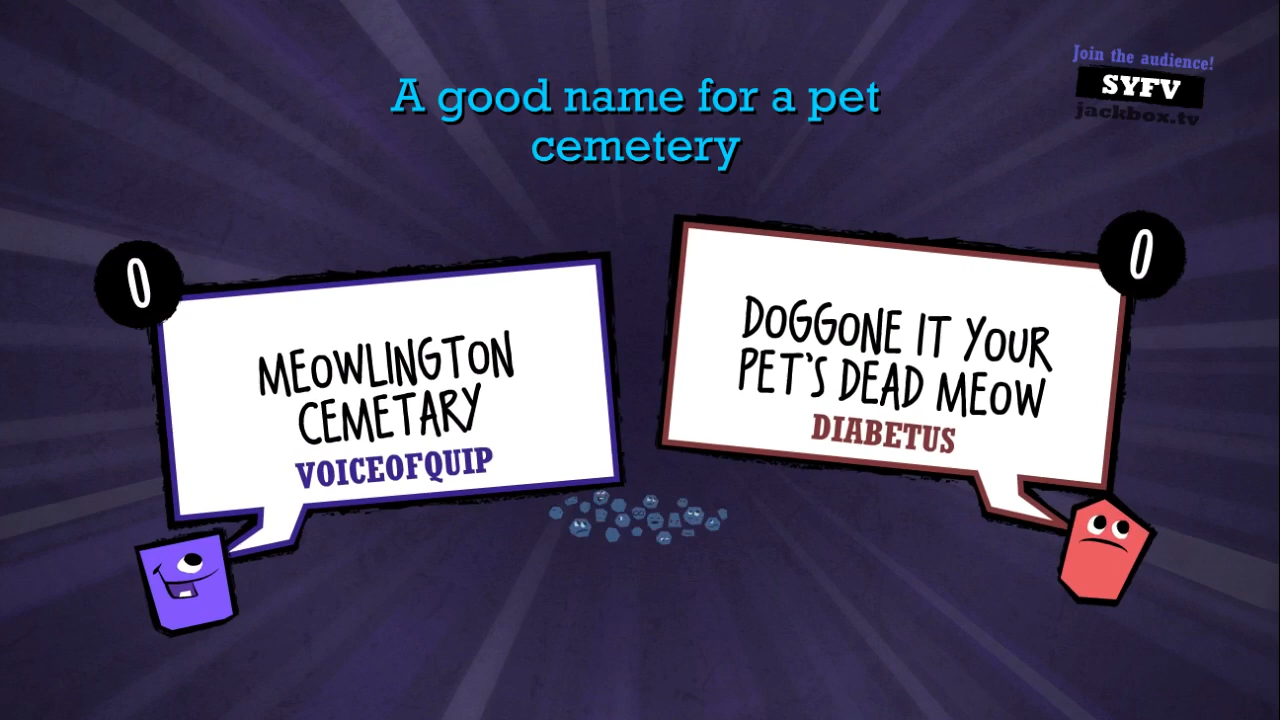 Join the audience!
SYFV
jackbox.tv
A good name for a pet
cemetery
0
0
MEOWLINGTON
CEMETARY
VOICEOFQUIP
DOGGONE IT YOUR
PET'S DEAD MEOW
DIABETUS